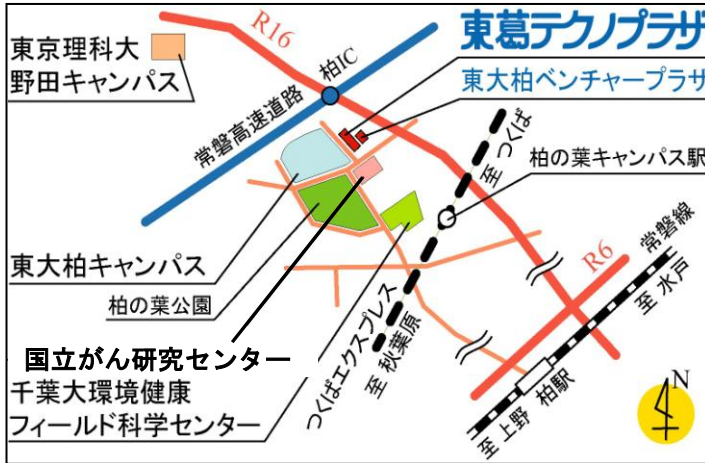 東京理科大
野田キャンパス
R16
柏IC
常磐高速道路
東葛テクノプラザ
東大柏ベンチャープラザ
至 つくば
柏の葉キャンパス駅
東大柏キャンパス
柏の葉公園
国立がん研究センター
千葉大環境健康
フィールド科学センター
つくばエクスプレス
至 秋葉原
R6
常磐線
至 水戸
至 上野
柏駅
N